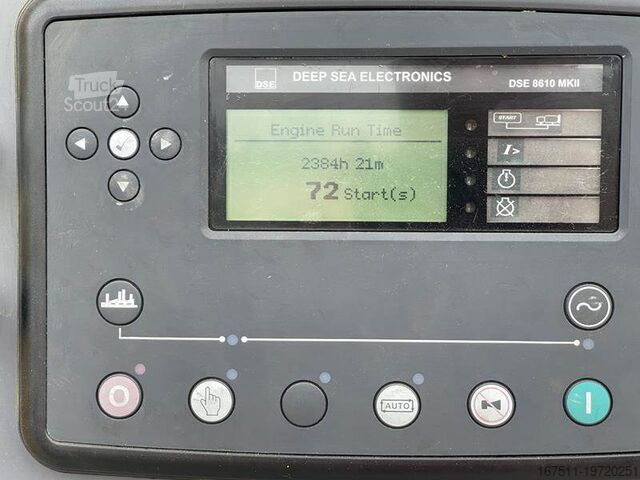 DSE
DEEP SEA ELECTRONICS
DSE 8610 MKII
Truck
Scout24
Engine Run Time
2384h 21m
72 Start(s)
START
I>
O
AUTO
I
167511-19720251